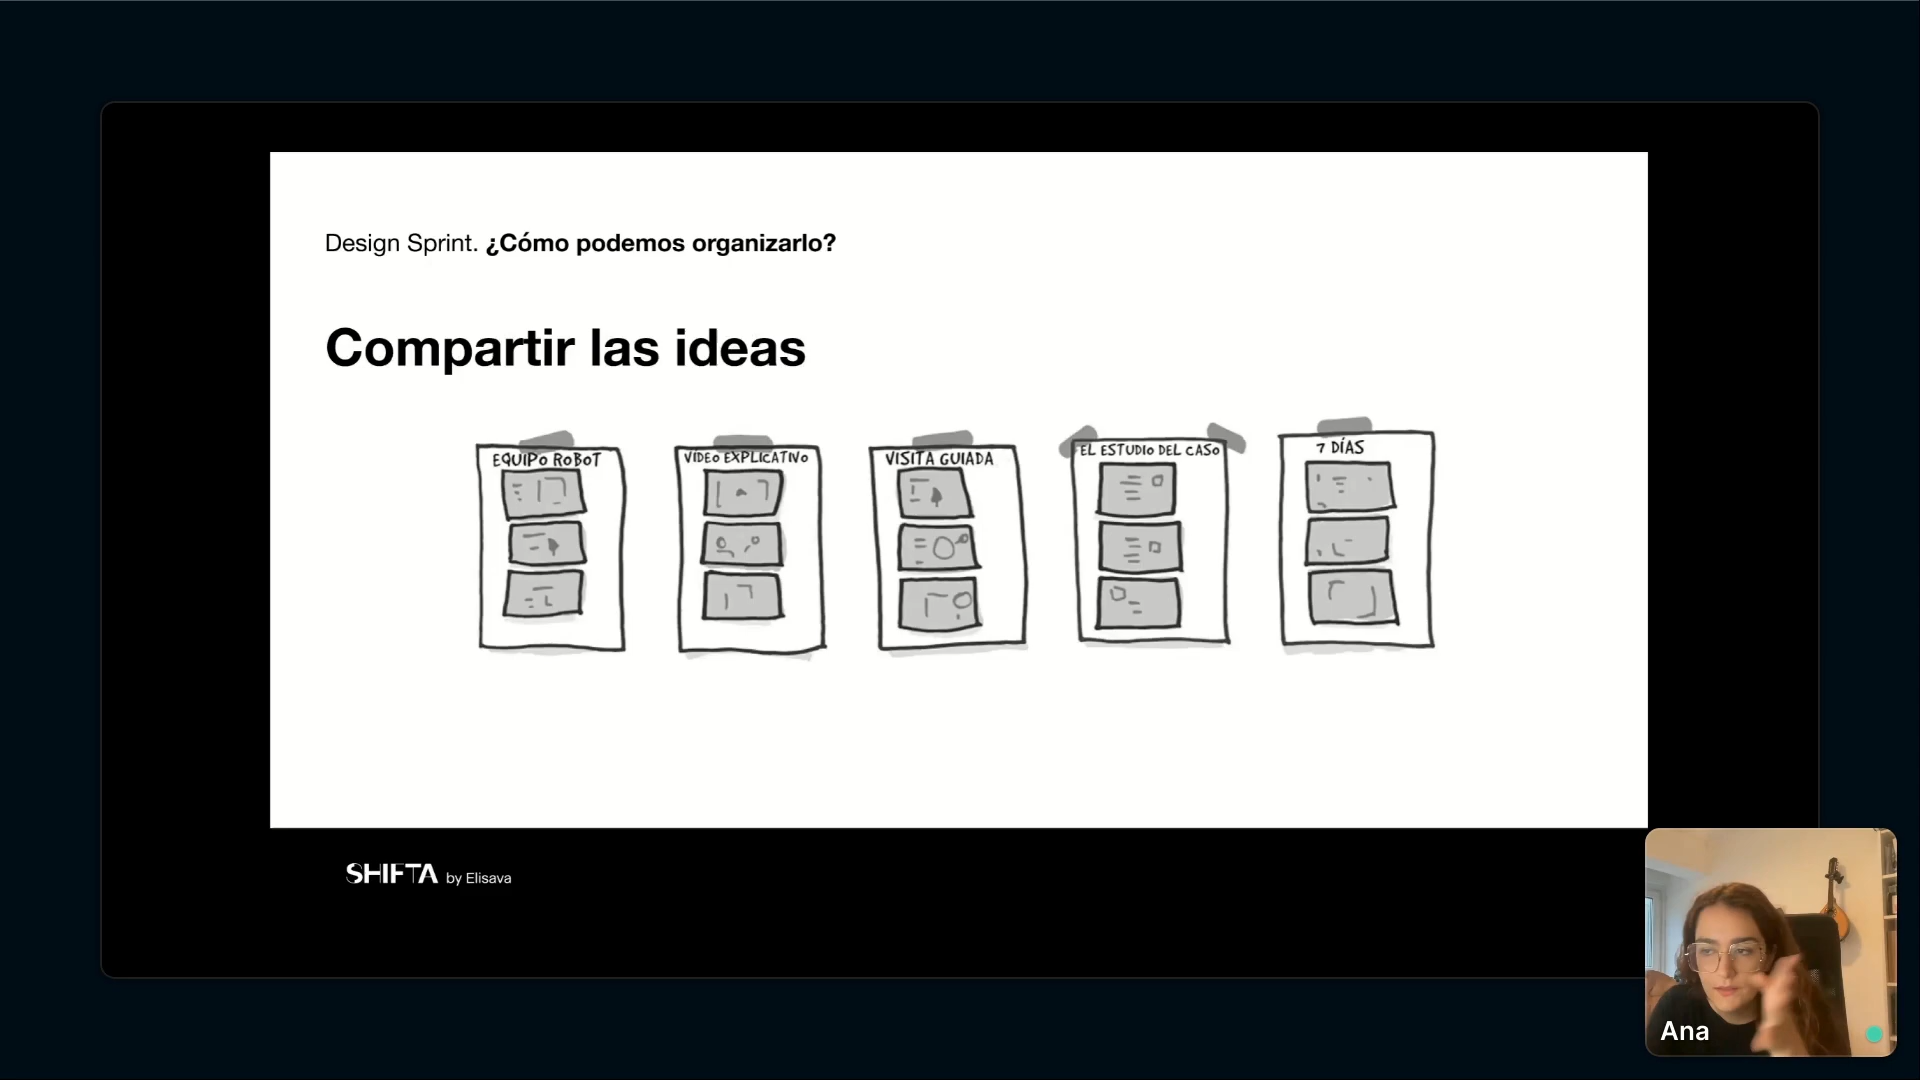 Design Sprint. ¿Cómo podemos organizarlo?
Compartir las ideas
EQUIPO ROBOT
VIDEO EXPLICATIVO
VISITA GUIADA
EL ESTUDIO DEL CASO
7 DÍAS
SHIFTA by Elisava
Ana